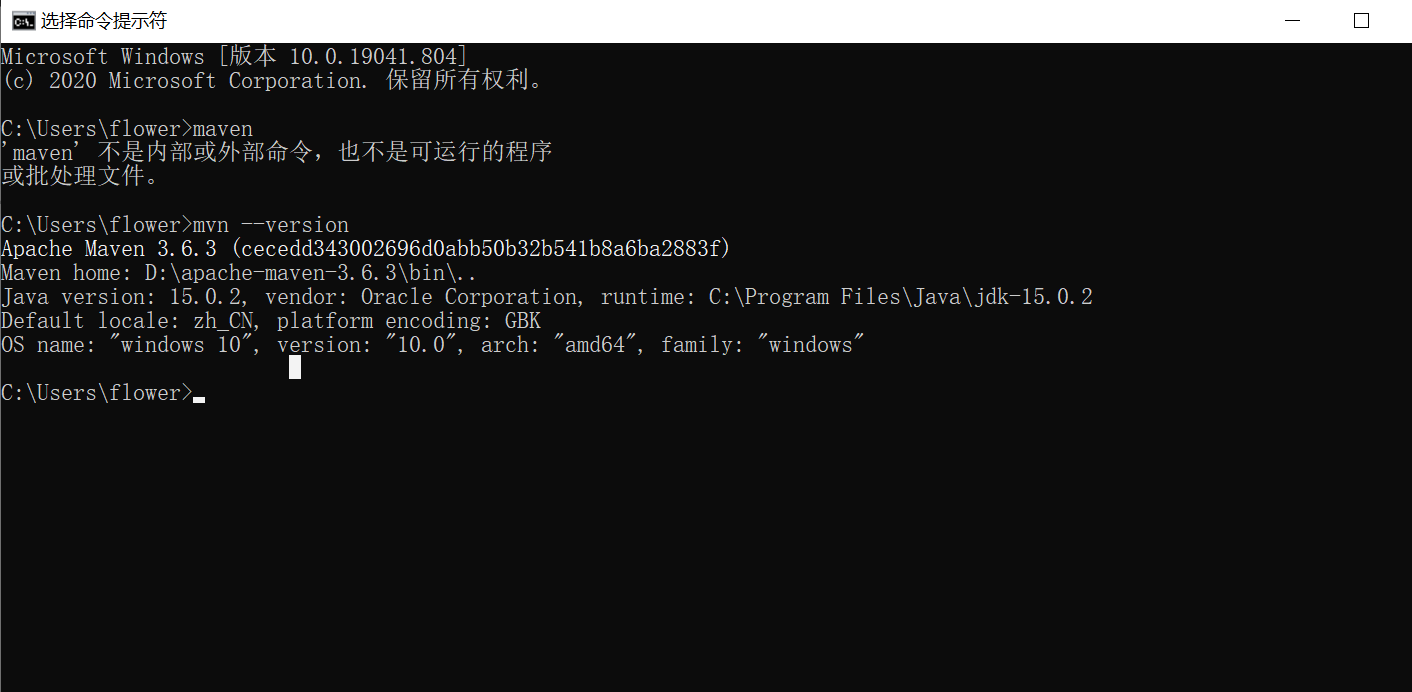 选择命令提示符
Microsoft Windows [版本 10.0.19041.804]
(c) 2020 Microsoft Corporation. 保留所有权利。
C:\Users\flower>maven
'maven' 不是内部或外部命令，也不是可运行的程序
或批处理文件。
C:\Users\flower>mvn --version
Apache Maven 3.6.3 (cecedd343002696d0abb50b32b541b8a6ba2883f)
Maven home: D:\apache-maven-3.6.3\bin\..
Java version: 15.0.2, vendor: Oracle Corporation, runtime: C:\Program Files\Java\jdk-15.0.2
Default locale: zh_CN, platform encoding: GBK
OS name: "windows 10", version: "10.0", arch: "amd64", family: "windows"
C:\Users\flower>